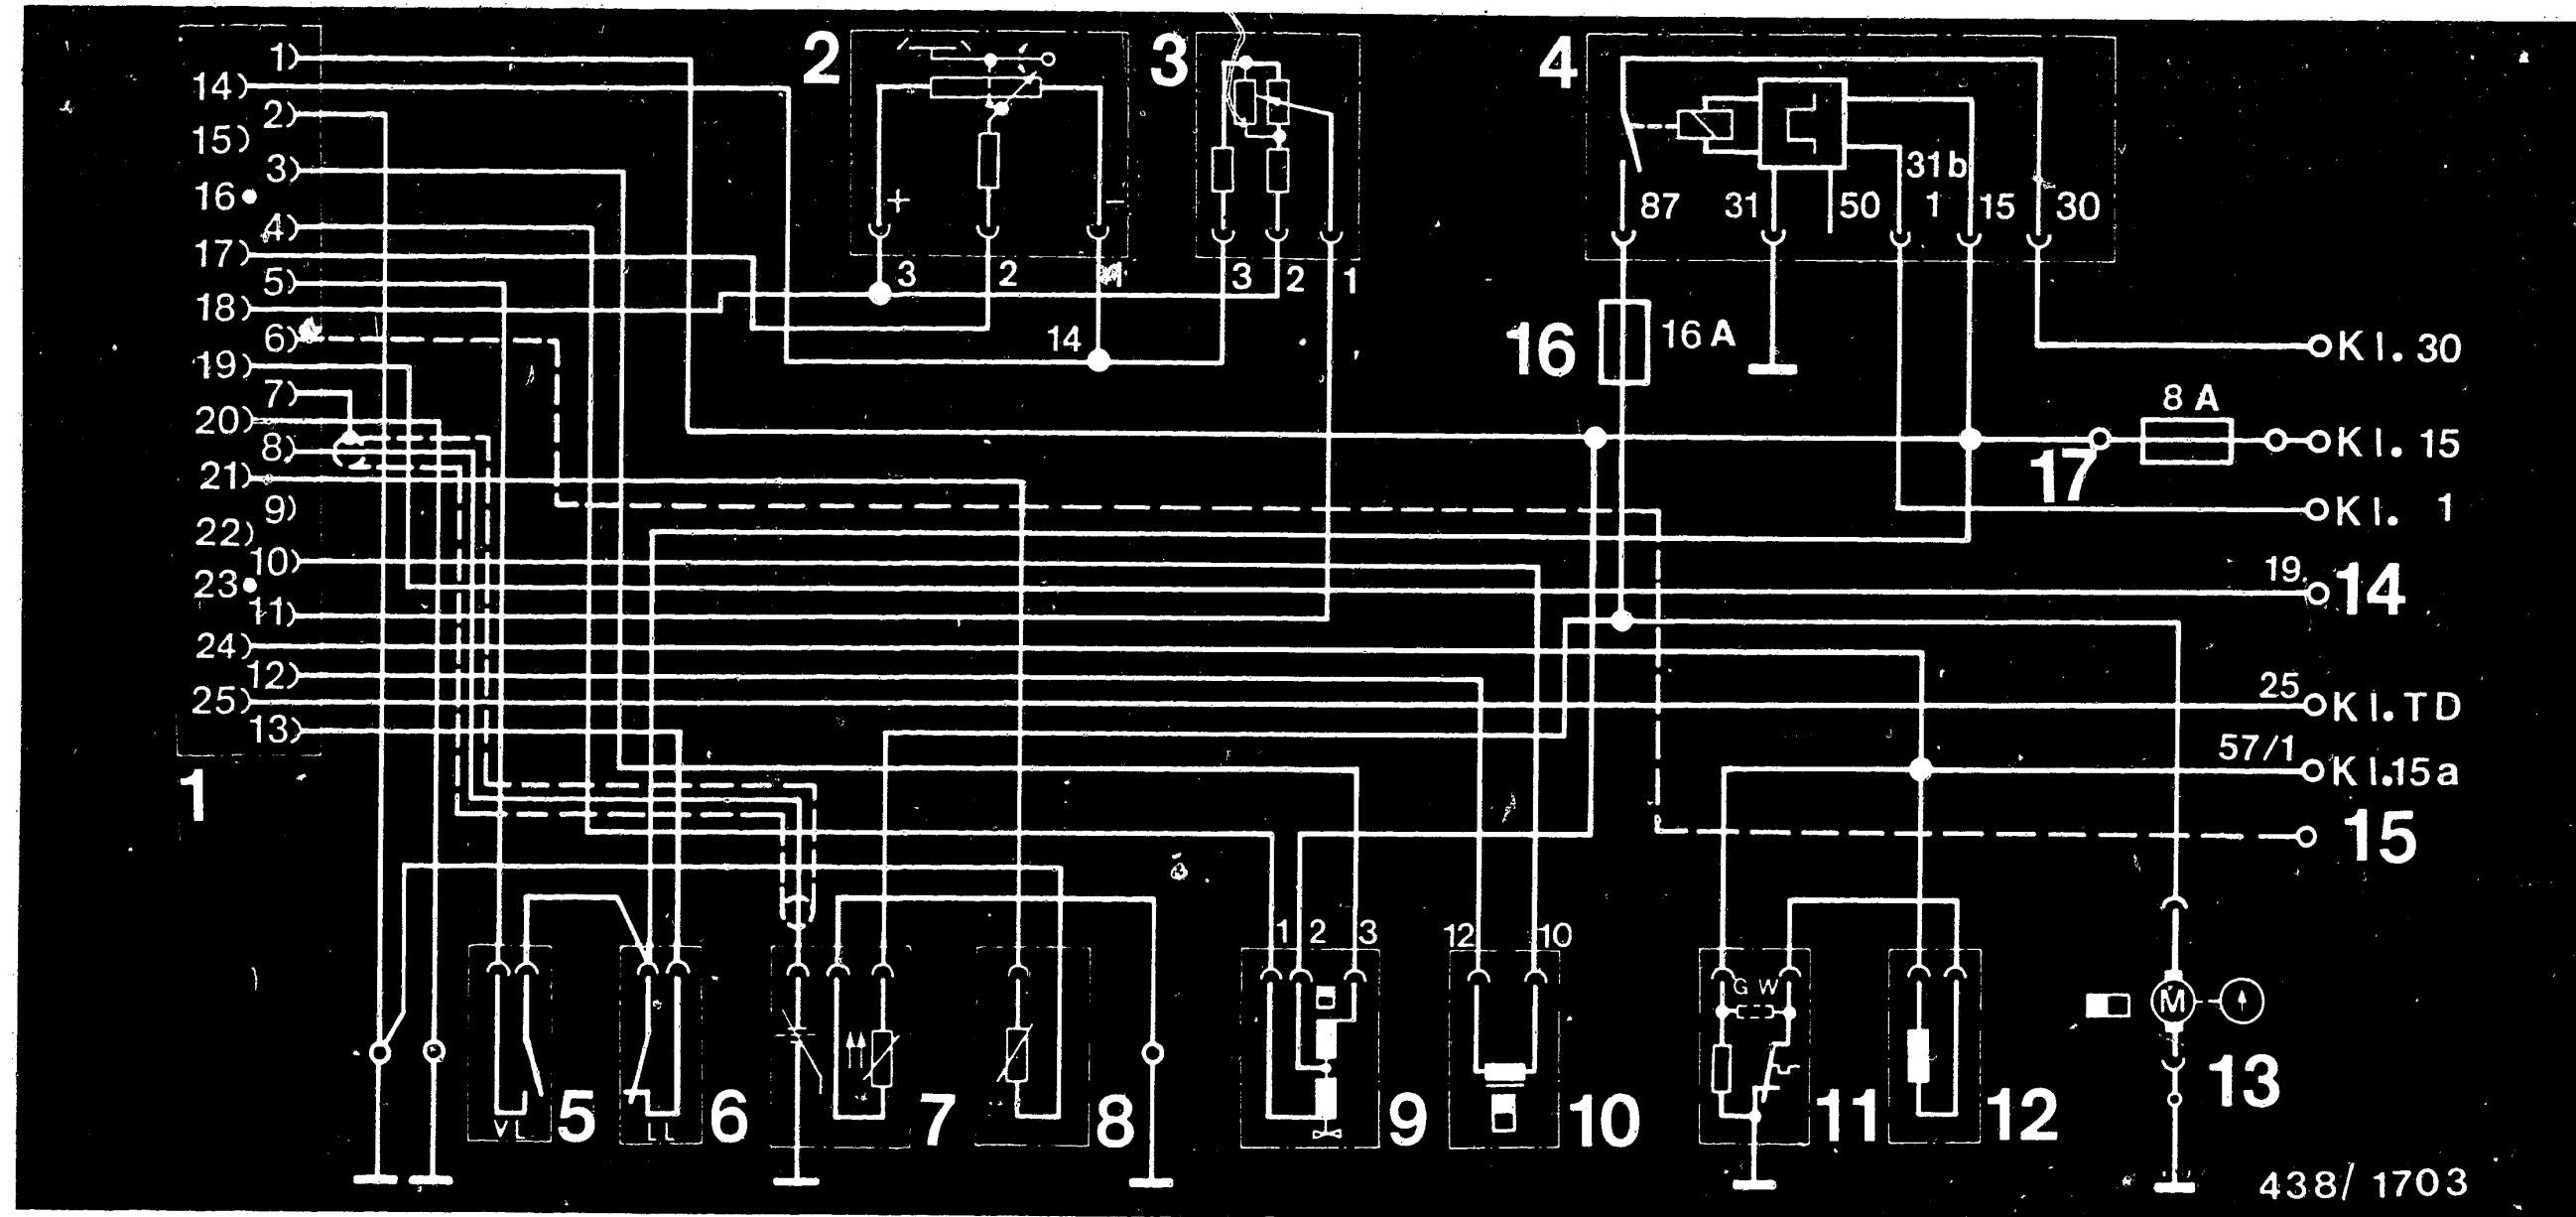 1)
14)
2)
15)
3)
16
4)
17)
5)
18)
6)
19)
7)
20)
8)
21)
9)
22)
10)
23
11)
24)
12)
25)
13)
1
2
+ −
3 2 1
14
3
3 2 1
4
87 31 50 31b 1 15 30
16 16 A
Kl. 30
8 A
17 Kl. 15
Kl. 1
19 14
25 Kl. TD
57/1 Kl.15a
15
V L 5
L L 6
7
8
1 2 3
9
12 10
10
G W
11
12
M
13
438/ 1703